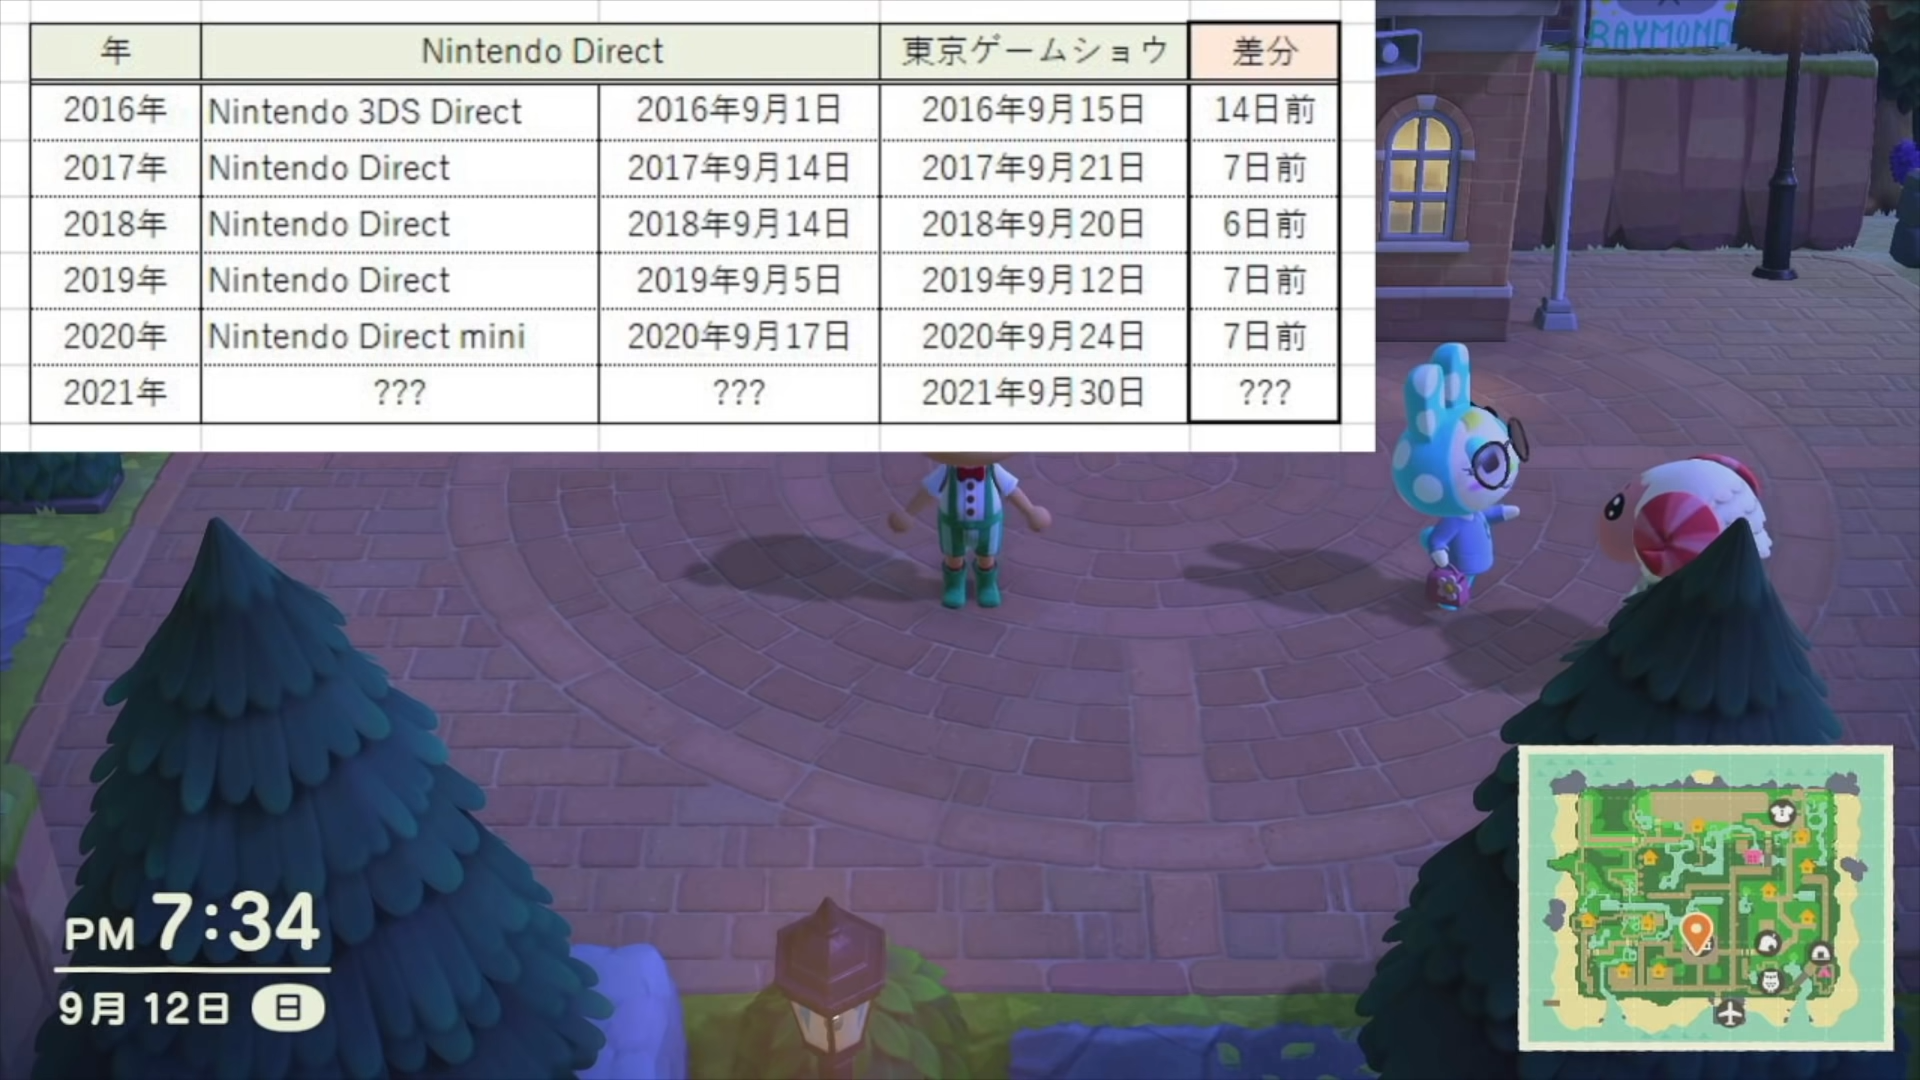 年 Nintendo Direct 東京ゲームショウ 差分
2016年 Nintendo 3DS Direct 2016年9月1日 2016年9月15日 14日前
2017年 Nintendo Direct 2017年9月14日 2017年9月21日 7日前
2018年 Nintendo Direct 2018年9月14日 2018年9月20日 6日前
2019年 Nintendo Direct 2019年9月5日 2019年9月12日 7日前
2020年 Nintendo Direct mini 2020年9月17日 2020年9月24日 7日前
2021年 ??? ??? 2021年9月30日 ???
RAYMOND
PM 7:34
9月 12日 日